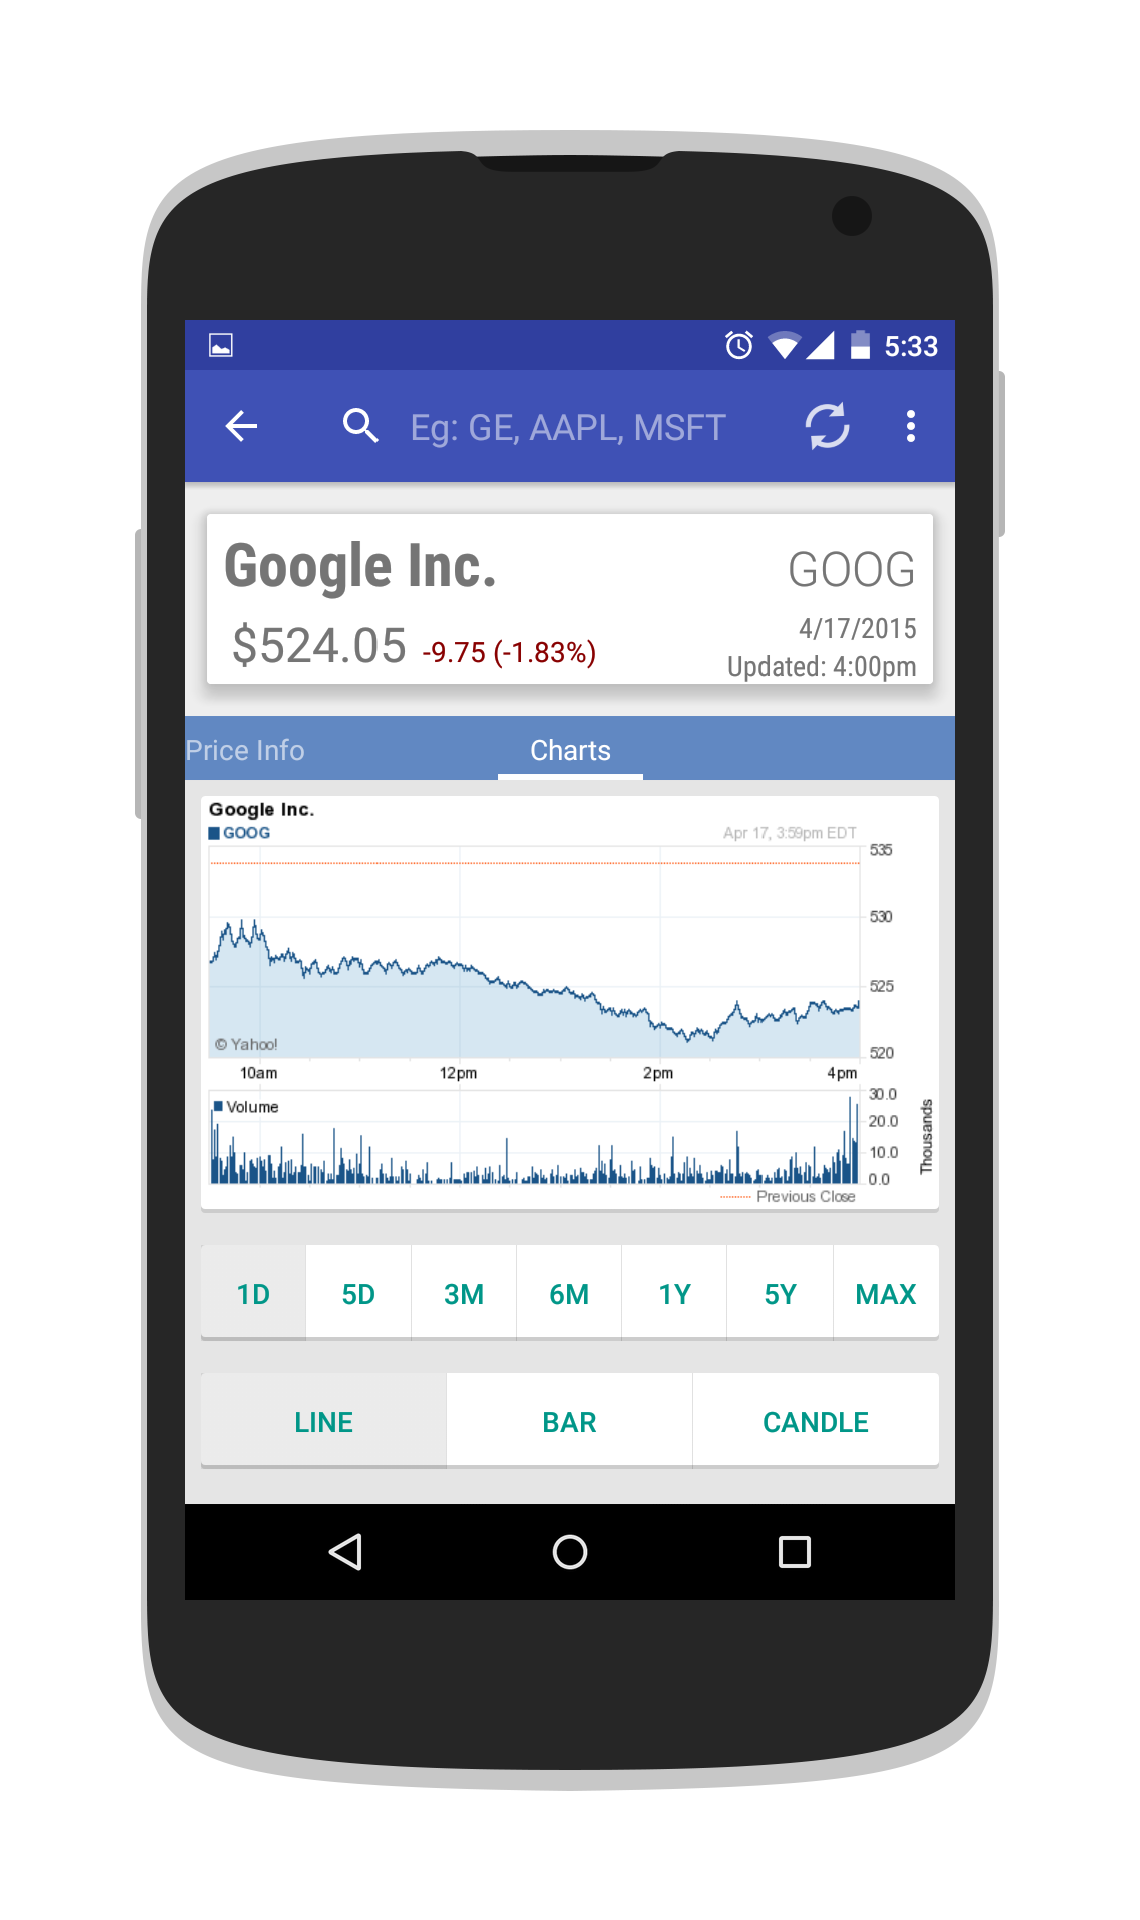 5:33
Eg: GE, AAPL, MSFT
Google Inc. GOOG
$524.05 -9.75 (-1.83%) 4/17/2015
Updated: 4:00pm
Price Info Charts
Google Inc.
GOOG Apr 17, 3:59pm EDT
535
530
525
© Yahoo!
520
10am 12pm 2pm 4pm
30.0
Volume
20.0
10.0
0.0
Thousands
Previous Close
1D 5D 3M 6M 1Y 5Y MAX
LINE BAR CANDLE